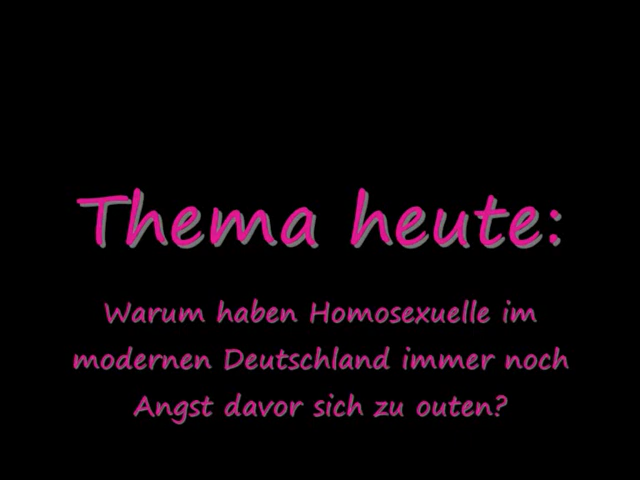 Thema heute:
Warum haben Homosexuelle im
modernen Deutschland immer noch
Angst davor sich zu outen?